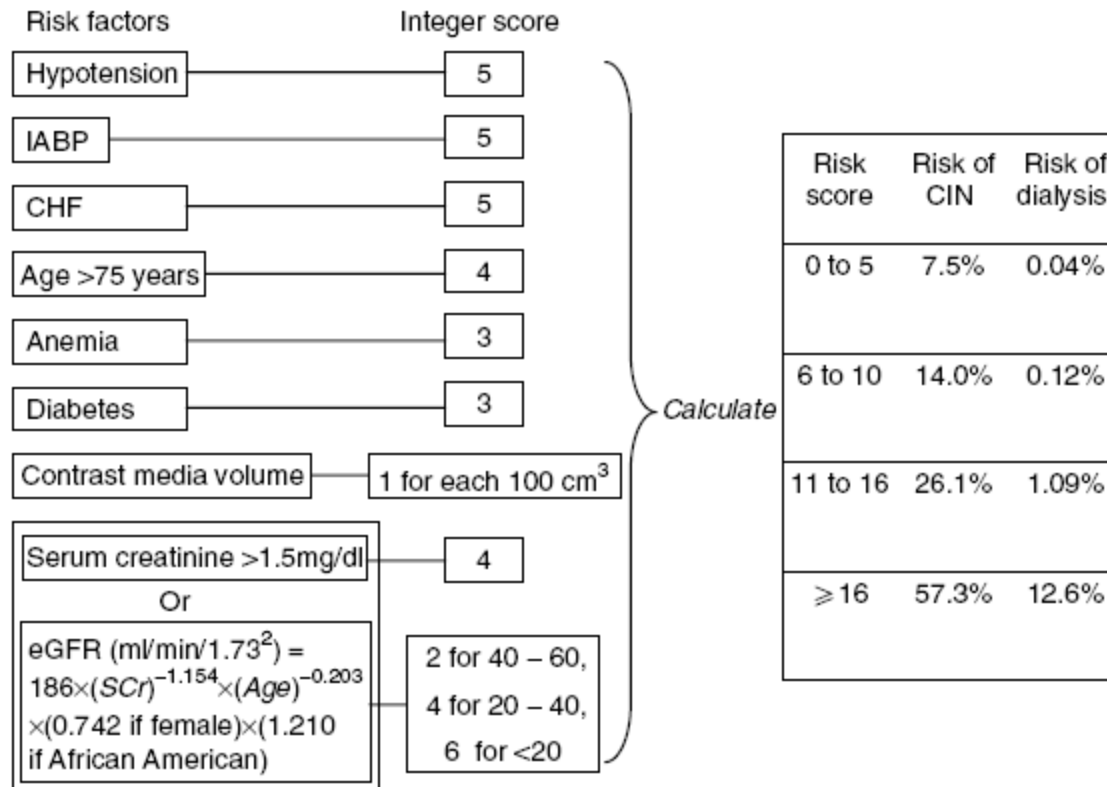 Risk factors Integer score
Hypotension 5
IABP 5
CHF 5
Age >75 years 4
Anemia 3
Diabetes 3
Contrast media volume 1 for each 100 cm³
Serum creatinine >1.5mg/dl 4
Or
eGFR (ml/min/1.73²) =
186×(SCr)⁻¹·¹⁵⁴×(Age)⁻⁰·²⁰³
×(0.742 if female)×(1.210
if African American)
2 for 40 – 60,
4 for 20 – 40,
6 for <20
Calculate
Risk score Risk of CIN Risk of dialysis
0 to 5 7.5% 0.04%
6 to 10 14.0% 0.12%
11 to 16 26.1% 1.09%
⩾16 57.3% 12.6%